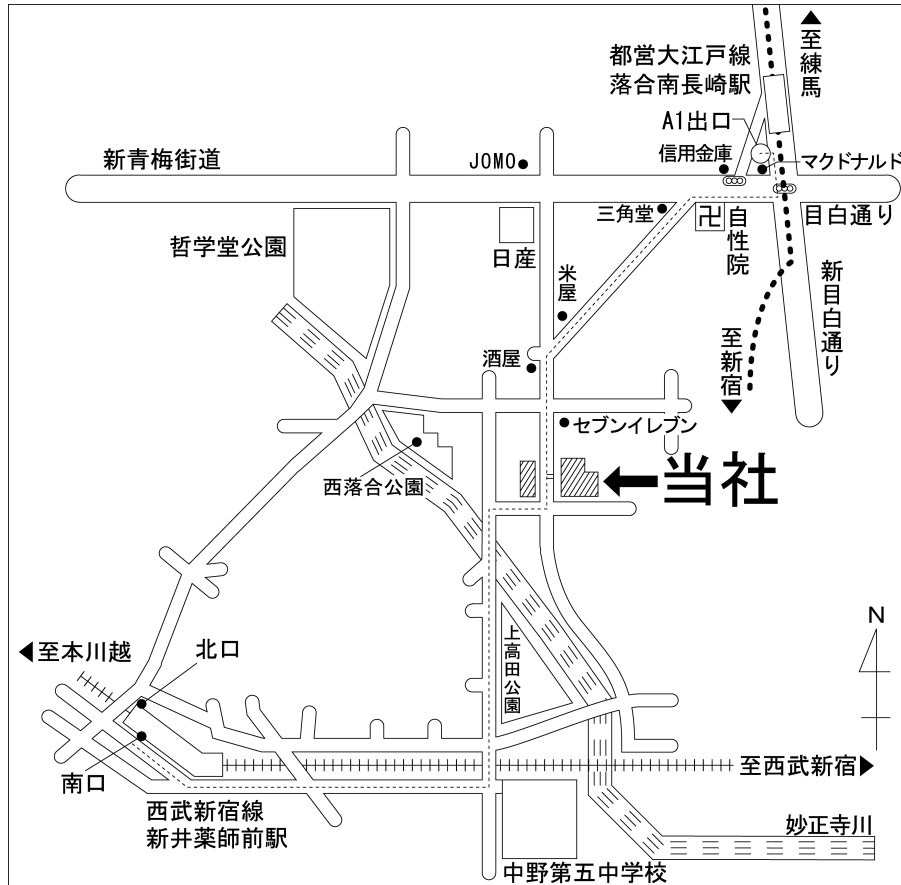 至練馬
都営大江戸線
落合南長崎駅
A1出口
信用金庫
マクドナルド
新青梅街道
JOMO
三角堂
卍
自性院
目白通り
哲学堂公園
日産
米屋
新目白通り
至新宿
酒屋
セブンイレブン
西落合公園
当社
N
上高田公園
至本川越
北口
南口
西武新宿線
新井薬師前駅
至西武新宿
妙正寺川
中野第五中学校